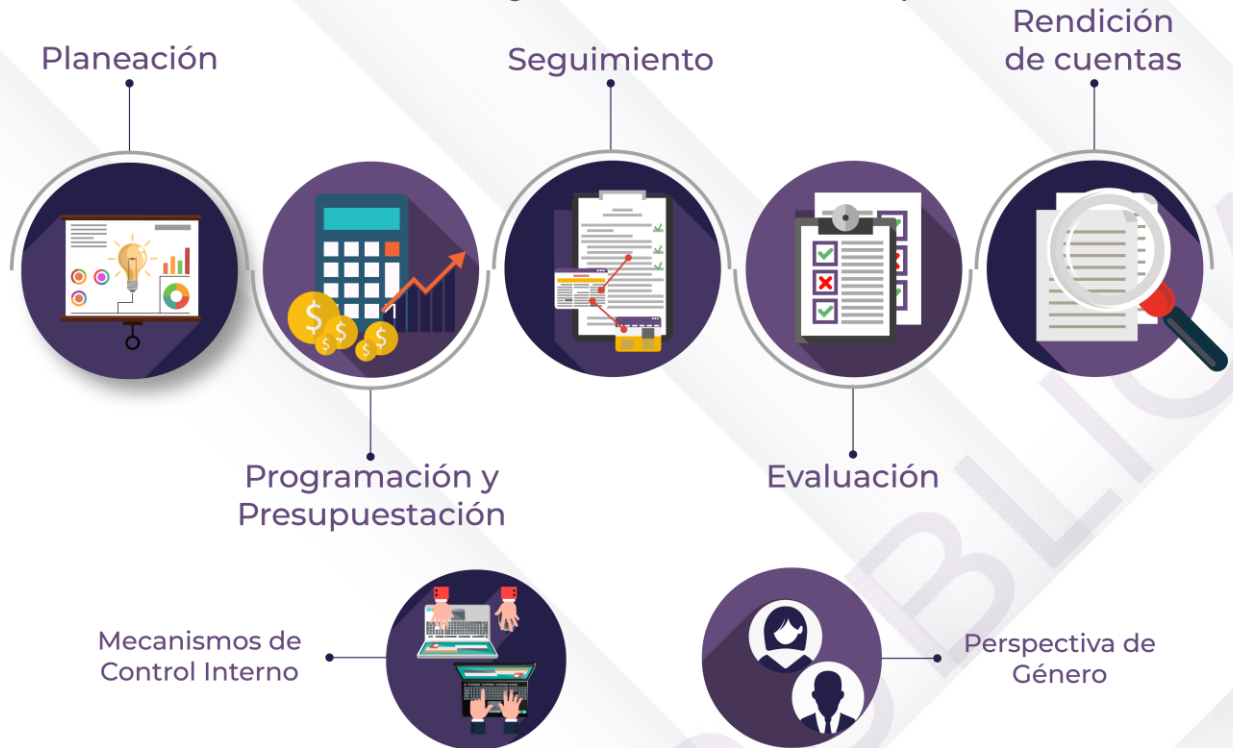 Planeación
Seguimiento
Rendición
de cuentas
Programación y
Presupuestación
Evaluación
Mecanismos de
Control Interno
Perspectiva de
Género